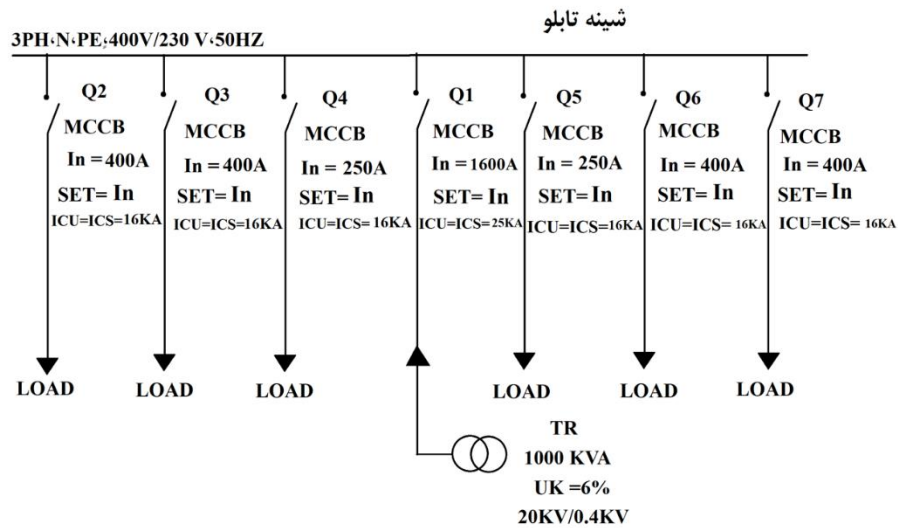 شینه تابلو
3PH،N،PE،400V/230 V،50HZ
Q2
MCCB
In =400A
SET= In
ICU=ICS=16KA
LOAD
Q3
MCCB
In =400A
SET= In
ICU=ICS=16KA
LOAD
Q4
MCCB
In = 250A
SET= In
ICU=ICS= 16KA
LOAD
Q1
MCCB
In =1600A
SET= In
ICU=ICS=25KA
TR
1000 KVA
UK =6%
20KV/0.4KV
Q5
MCCB
In = 250A
SET= In
ICU=ICS=16KA
LOAD
Q6
MCCB
In = 400A
SET= In
ICU=ICS= 16KA
LOAD
Q7
MCCB
In = 400A
SET= In
ICU=ICS= 16KA
LOAD